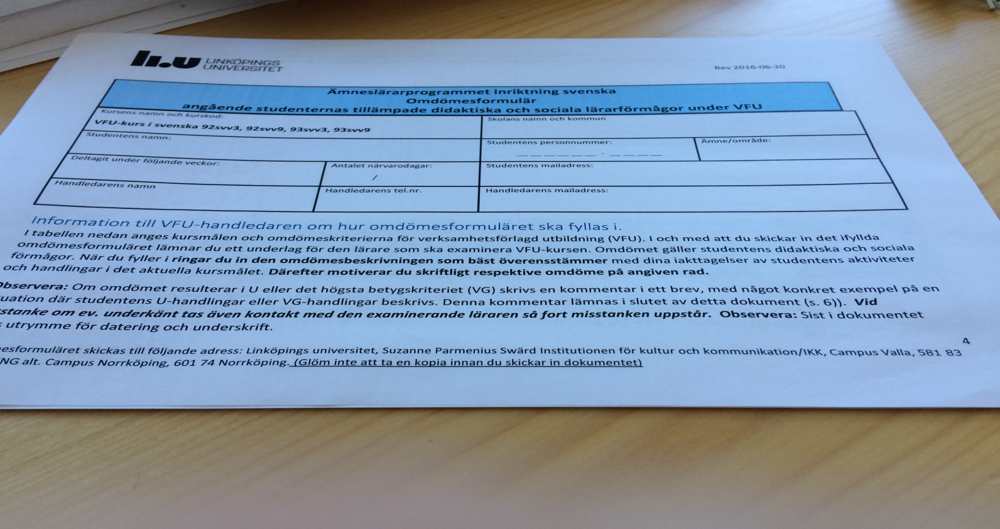 LINKÖPINGS
UNIVERSITET
Rev 2016-06-20
Ämneslärarprogrammet inriktning svenska
Omdömesformulär
angående studenternas tillämpade didaktiska och sociala lärarförmågor under VFU
Kursens namn och kurskod:
VFU-kurs i svenska 92svv3, 92svv9, 93svv3, 93svv9
Skolans namn och kommun
Studentens namn:
Studentens personnummer:
_ _ _ _ _ _ - _ _ _ _
Ämne/område:
Deltagit under följande veckor:
Antalet närvarodagar:
/
Studentens mailadress:
Handledarens namn
Handledarens tel.nr.
Handledarens mailadress:
Information till VFU-handledaren om hur omdömesformuläret ska fyllas i.
I tabellen nedan anges kursmålen och omdömeskriterierna för verksamhetsförlagd utbildning (VFU). I och med att du skickar in det ifyllda
omdömesformuläret lämnar du ett underlag för den lärare som ska examinera VFU-kursen. Omdömet gäller studentens didaktiska och sociala
förmågor. När du fyller i ringar du in den omdömesbeskrivningen som bäst överensstämmer med dina iakttagelser av studentens aktiviteter
och handlingar i det aktuella kursmålet. Därefter motiverar du skriftligt respektive omdöme på angiven rad.
Observera: Om omdömet resulterar i U eller det högsta betygskriteriet (VG) skrivs en kommentar i ett brev, med något konkret exempel på en
uation där studentens U-handlingar eller VG-handlingar beskrivs. Denna kommentar lämnas i slutet av detta dokument (s. 6)). Vid
stanke om ev. underkänt tas även kontakt med den examinerande läraren så fort misstanken uppstår. Observera: Sist i dokumentet
s utrymme för datering och underskrift.
4
esformuläret skickas till följande adress: Linköpings universitet, Suzanne Parmenius Swärd Institutionen för kultur och kommunikation/IKK, Campus Valla, 581 83
NG alt. Campus Norrköping, 601 74 Norrköping. (Glöm inte att ta en kopia innan du skickar in dokumentet)